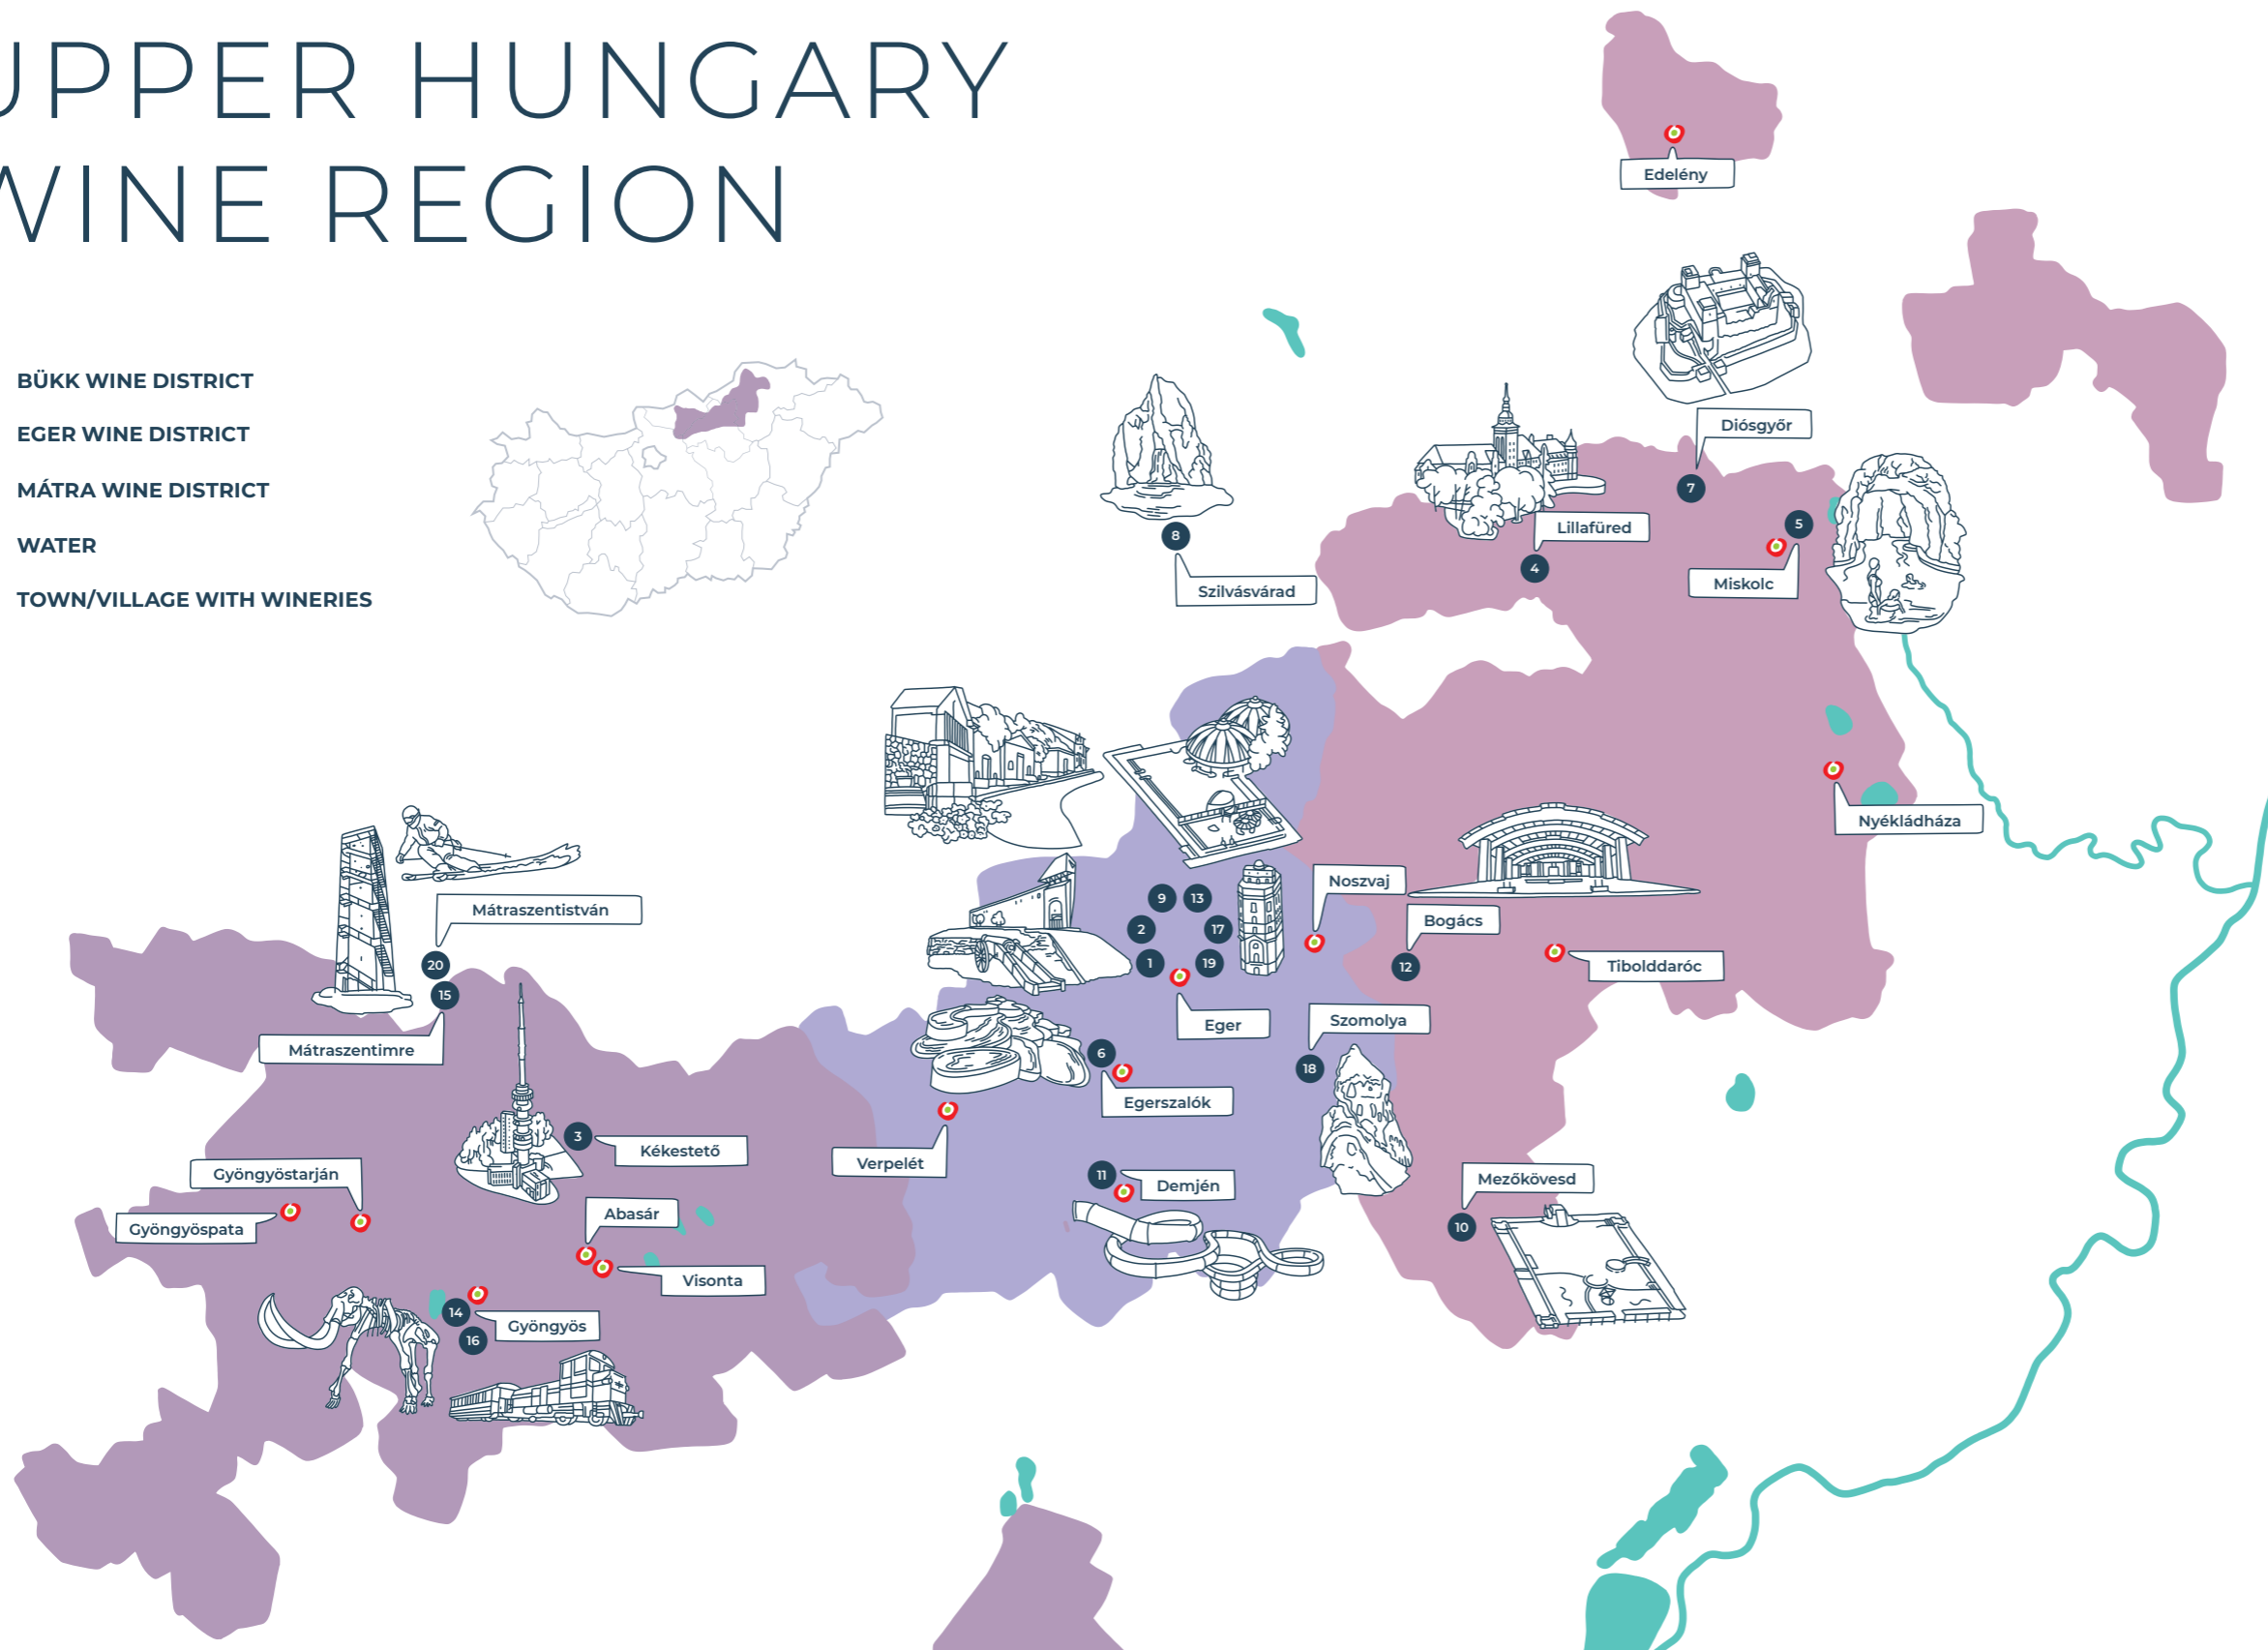 UPPER HUNGARY
WINE REGION
BÜKK WINE DISTRICT
EGER WINE DISTRICT
MÁTRA WINE DISTRICT
WATER
TOWN/VILLAGE WITH WINERIES
Edelény
Diósgyőr
7
5
Lillafüred
4
Miskolc
8
Szilvásvárad
Nyékládháza
Noszvaj
9
13
2
17
1
19
Bogács
12
Tibolddaróc
Mátraszentistván
20
15
Mátraszentimre
Eger
Szomolya
18
6
Egerszalók
3
Kékestető
Verpelét
Gyöngyöstarján
Gyöngyöspata
11
Demjén
Mezőkövesd
10
Abasár
Visonta
14
16
Gyöngyös